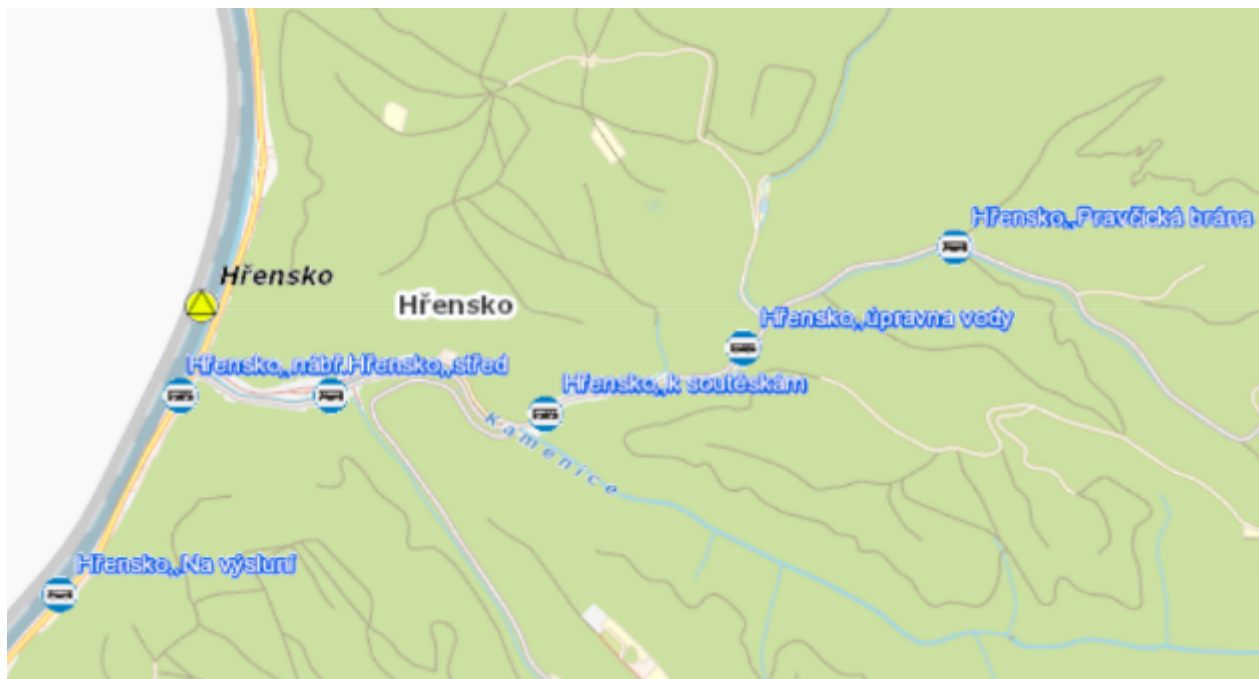 Hřensko,,Pravčická brána
Hřensko
Hřensko
Hřensko,,úpravna vody
Hřensko,,nábř.
Hřensko,,střed
Hřensko,,k soutěskám
Kamenice
Hřensko,,Na výsluní